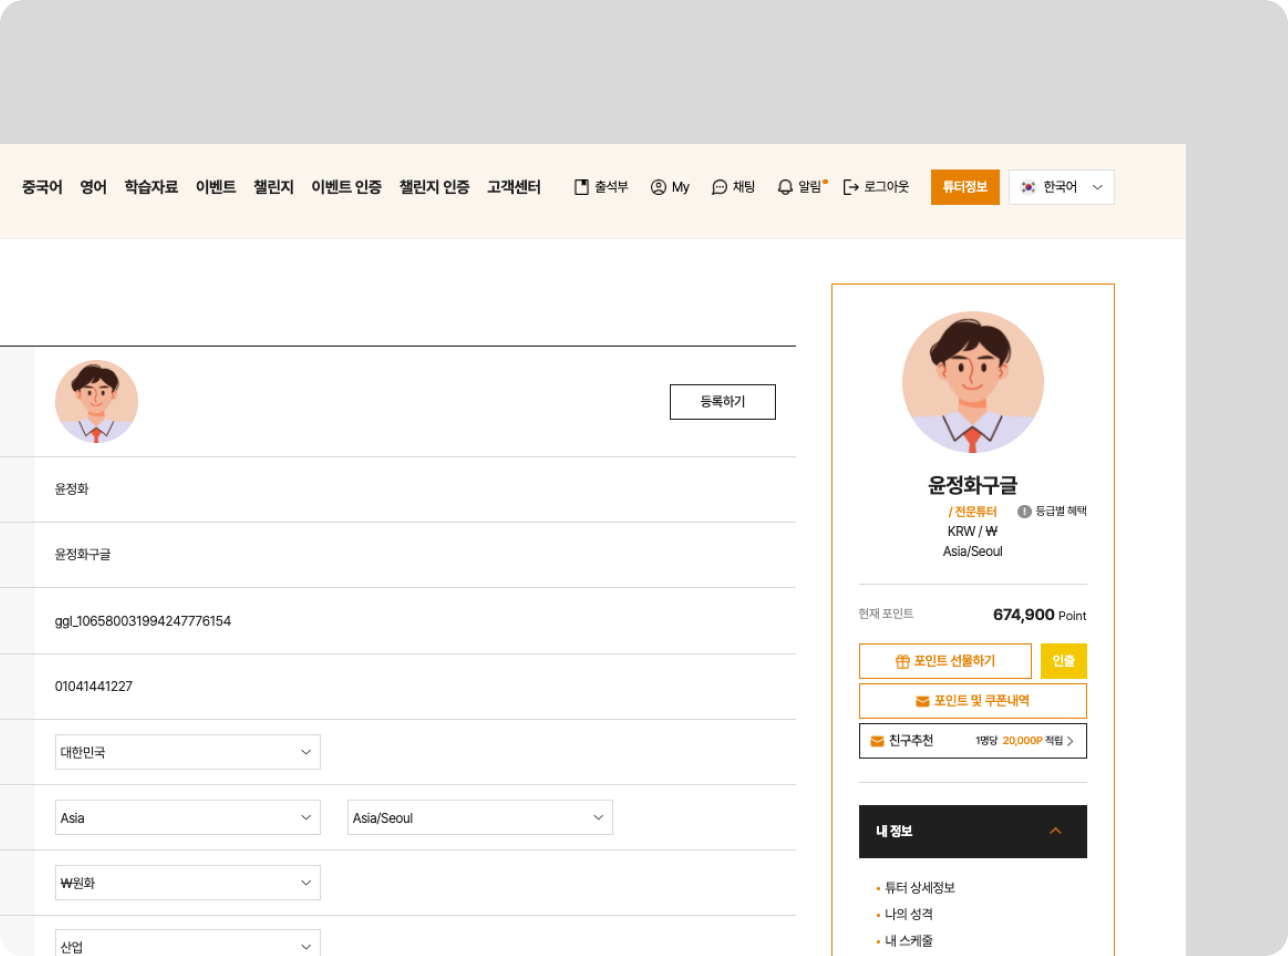 중국어 영어 학습자료 이벤트 챌린지 이벤트 인증 챌린지 인증 고객센터 출석부 My 채팅 알림 로그아웃 튜터정보 한국어
등록하기
윤정화
윤정화구글
ggl_106580031994247776154
01041441227
대한민국
Asia Asia/Seoul
₩원화
산업
윤정화구글
/ 전문튜터 등급별 혜택
KRW / ₩
Asia/Seoul
현재 포인트 674,900 Point
포인트 선물하기 인출
포인트 및 쿠폰내역
친구추천 1명당 20,000P 적립
내 정보
튜터 상세정보
나의 성격
내 스케줄